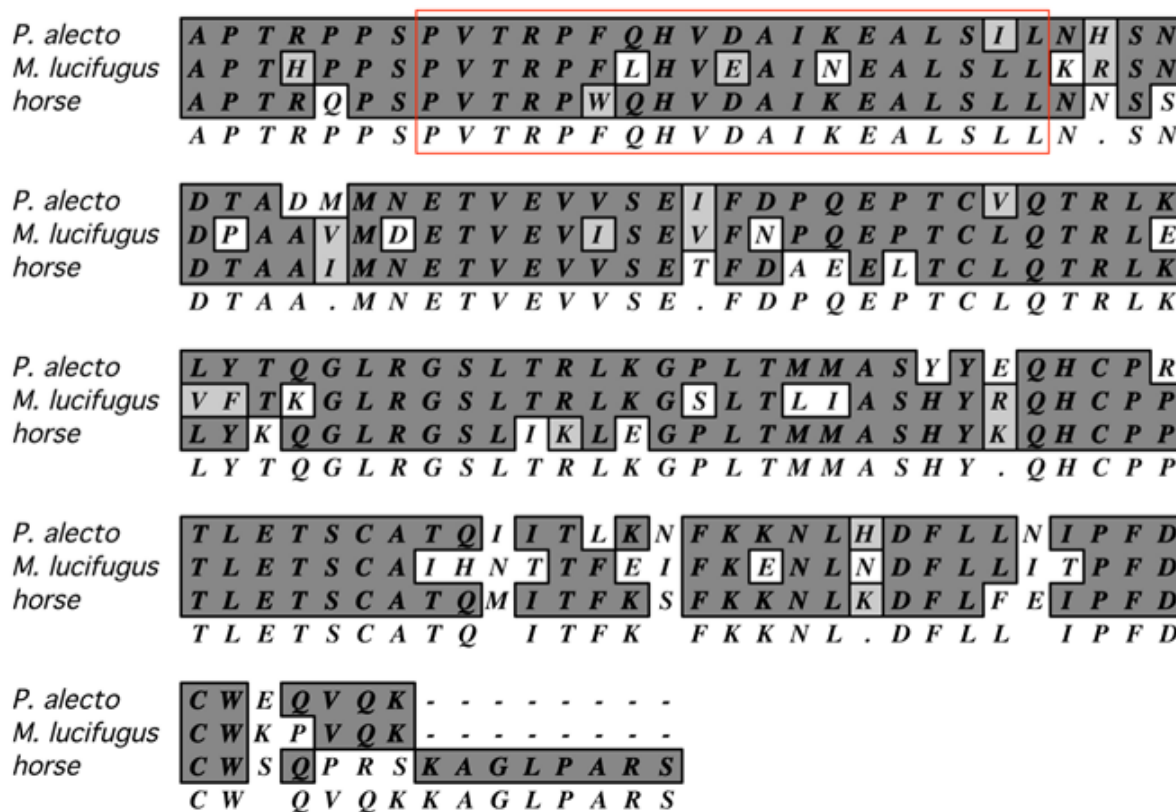 P. alecto A P T R P P S P V T R P F Q H V D A I K E A L S I L N H S N
M. lucifugus A P T H P P S P V T R P F L H V E A I N E A L S L L K R S N
horse A P T R Q P S P V T R P W Q H V D A I K E A L S L L N N S S
A P T R P P S P V T R P F Q H V D A I K E A L S L L N . S N
P. alecto D T A D M M N E T V E V V S E I F D P Q E P T C V Q T R L K
M. lucifugus D P A A V M D E T V E V I S E V F N P Q E P T C L Q T R L E
horse D T A A I M N E T V E V V S E T F D A E E L T C L Q T R L K
D T A A . M N E T V E V V S E . F D P Q E P T C L Q T R L K
P. alecto L Y T Q G L R G S L T R L K G P L T M M A S Y Y E Q H C P R
M. lucifugus V F T K G L R G S L T R L K G S L T L I A S H Y R Q H C P P
horse L Y K Q G L R G S L I K L E G P L T M M A S H Y K Q H C P P
L Y T Q G L R G S L T R L K G P L T M M A S H Y . Q H C P P
P. alecto T L E T S C A T Q I I T L K N F K K N L H D F L L N I P F D
M. lucifugus T L E T S C A I H N T T F E I F K E N L N D F L L I T P F D
horse T L E T S C A T Q M I T F K S F K K N L K D F L F E I P F D
T L E T S C A T Q I T F K F K K N L . D F L L I P F D
P. alecto C W E Q V Q K - - - - - - - -
M. lucifugus C W K P V Q K - - - - - - - -
horse C W S Q P R S K A G L P A R S
C W Q V Q K K A G L P A R S